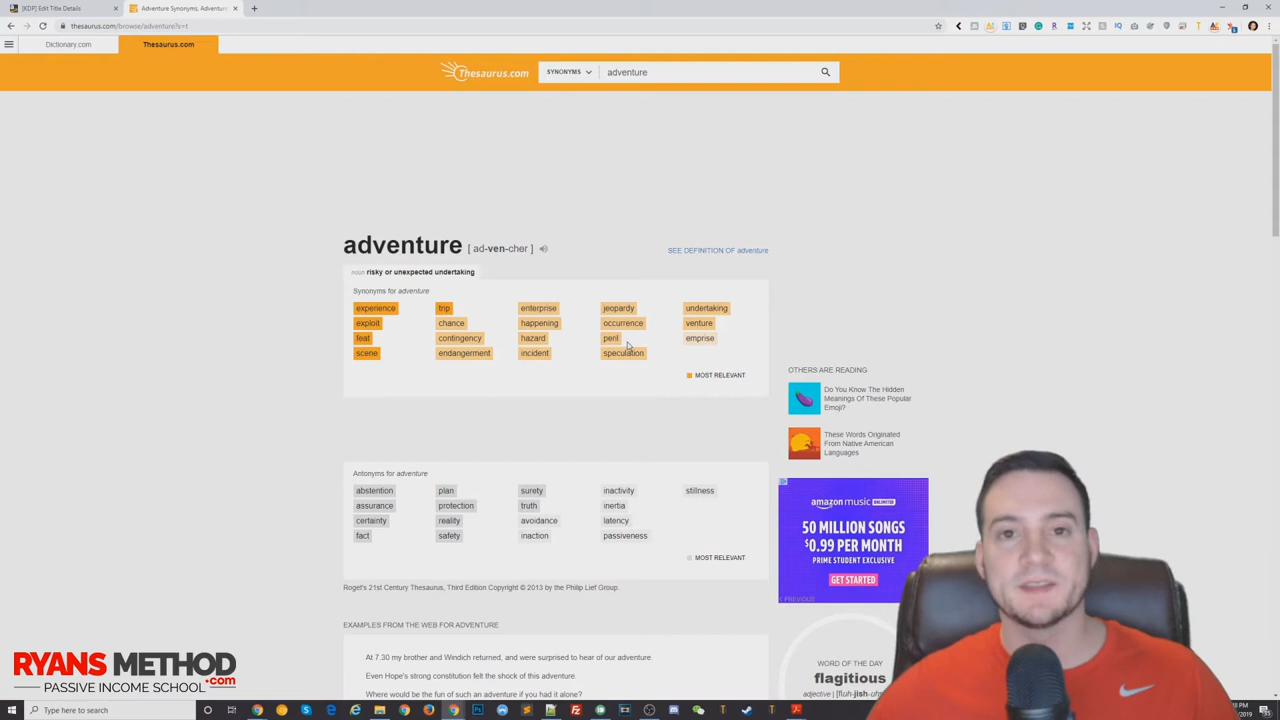 [KDP] Edit Title Details
Adventure Synonyms, Adventure
thesaurus.com/browse/adventure?s=t
Dictionary.com
Thesaurus.com
Thesaurus.com
SYNONYMS
adventure
adventure [ ad-ven-cher ]
SEE DEFINITION OF adventure
noun risky or unexpected undertaking
Synonyms for adventure
experience trip enterprise jeopardy undertaking
exploit chance happening occurrence venture
feat contingency hazard peril emprise
scene endangerment incident speculation
MOST RELEVANT
OTHERS ARE READING
Do You Know The Hidden
Meanings Of These Popular
Emoji?
These Words Originated
From Native American
Languages
Antonyms for adventure
abstention plan surety inactivity stillness
assurance protection truth inertia
certainty reality avoidance latency
fact safety inaction passiveness
MOST RELEVANT
Roget's 21st Century Thesaurus, Third Edition Copyright © 2013 by the Philip Lief Group.
amazon music UNLIMITED
50 MILLION SONGS
$0.99 PER MONTH
PRIME STUDENT EXCLUSIVE
GET STARTED
PREVIOUS
EXAMPLES FROM THE WEB FOR ADVENTURE
At 7.30 my brother and Windich returned, and were surprised to hear of our adventure.
Even Hope's strong constitution felt the shock of this adventure.
Where would be the fun of such an adventure if you had it alone?
WORD OF THE DAY
flagitious
adjective | [fluh-jish-uhs
RYANS METHOD
.com
PASSIVE INCOME SCHOOL
Type here to search